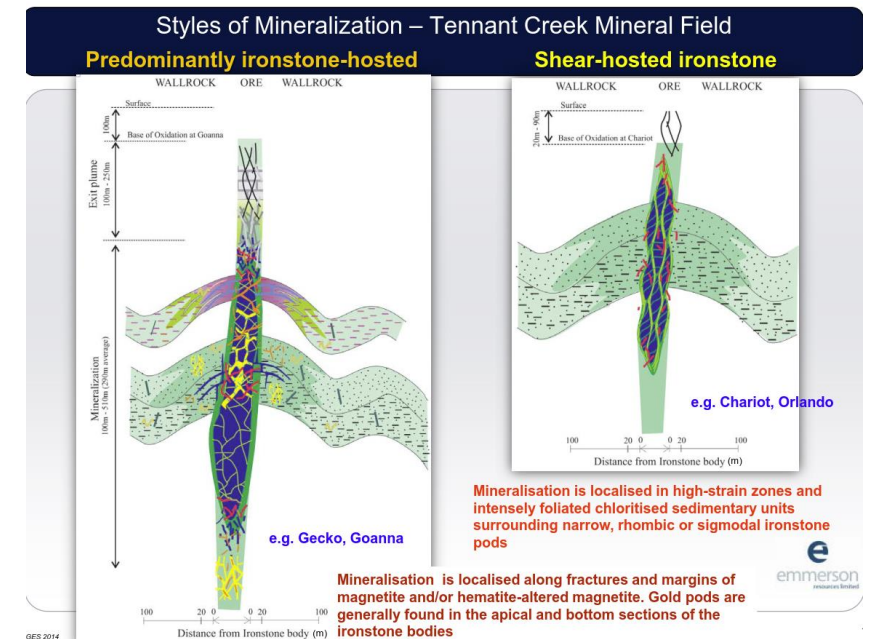 Styles of Mineralization – Tennant Creek Mineral Field
Predominantly ironstone-hosted
WALLROCK ORE WALLROCK
Surface
100m
Base of Oxidation at Goanna
Exit plume
100m - 250m
Mineralization
100m - 510m (290m average)
e.g. Gecko, Goanna
100 20 0 0 20 100
Distance from Ironstone body (m)
Shear-hosted ironstone
WALLROCK ORE WALLROCK
Surface
20m - 90m
Base of Oxidation at Chariot
e.g. Chariot, Orlando
100 20 0 0 20 100
Distance from Ironstone body (m)
Mineralisation is localised in high-strain zones and
intensely foliated chloritised sedimentary units
surrounding narrow, rhombic or sigmodal ironstone
pods
emmerson
resources limited
Mineralisation is localised along fractures and margins of
magnetite and/or hematite-altered magnetite. Gold pods are
generally found in the apical and bottom sections of the
ironstone bodies
GES 2014